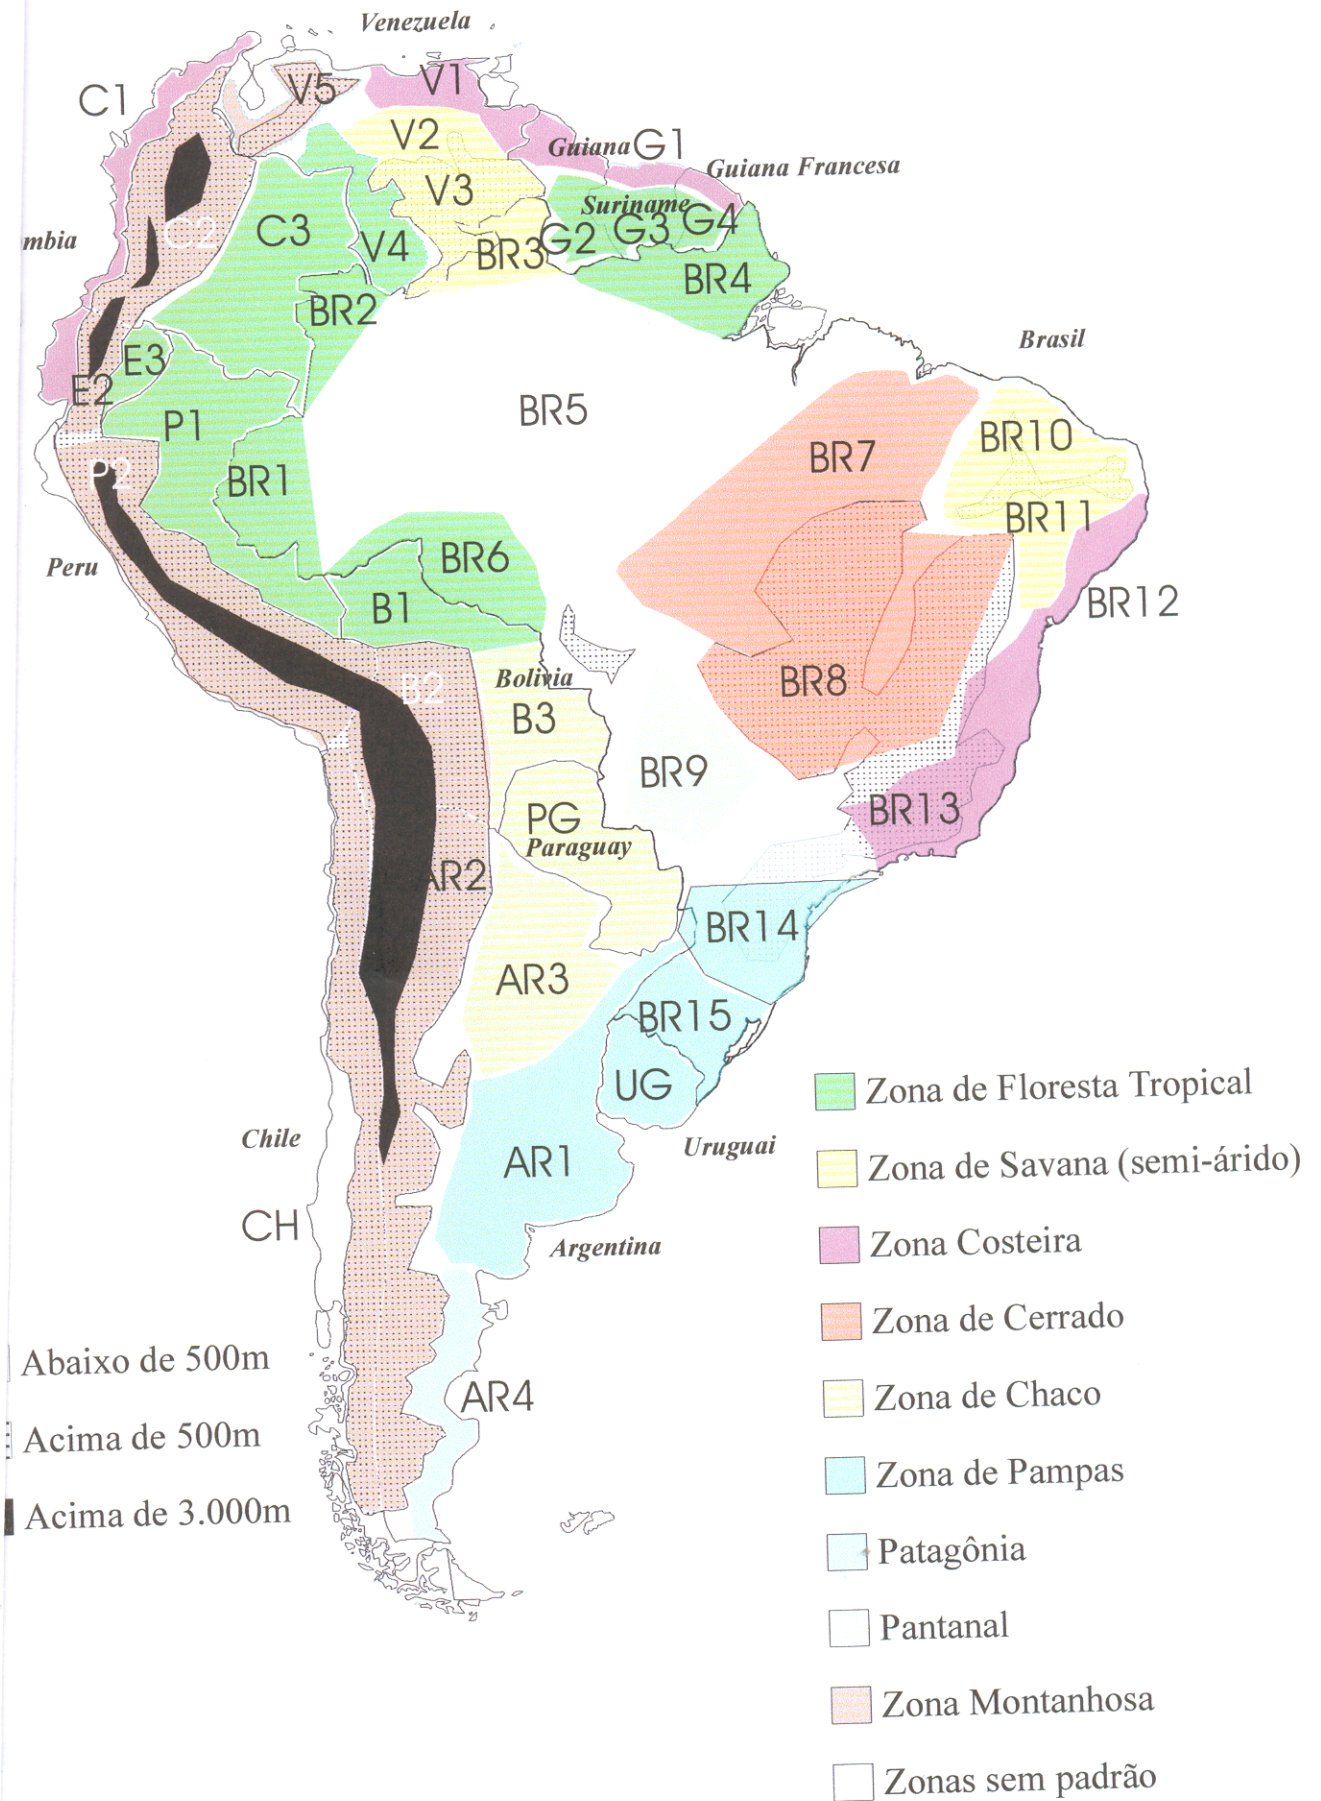 Venezuela
C1
V5
V1
V2
Guiana
G1
Guiana Francesa
V3
Suriname
mbia
C2
C3
V4
BR3
G2
G3
G4
BR4
BR2
Brasil
E3
E2
P1
BR5
BR7
BR10
P2
BR1
BR11
Peru
BR6
B1
BR12
Bolivia
B2
BR8
B3
BR9
PG
Paraguay
BR13
AR2
BR14
AR3
BR15
UG
Chile
AR1
Uruguai
CH
Argentina
AR4
Abaixo de 500m
Acima de 500m
Acima de 3.000m
Zona de Floresta Tropical
Zona de Savana (semi-árido)
Zona Costeira
Zona de Cerrado
Zona de Chaco
Zona de Pampas
Patagônia
Pantanal
Zona Montanhosa
Zonas sem padrão